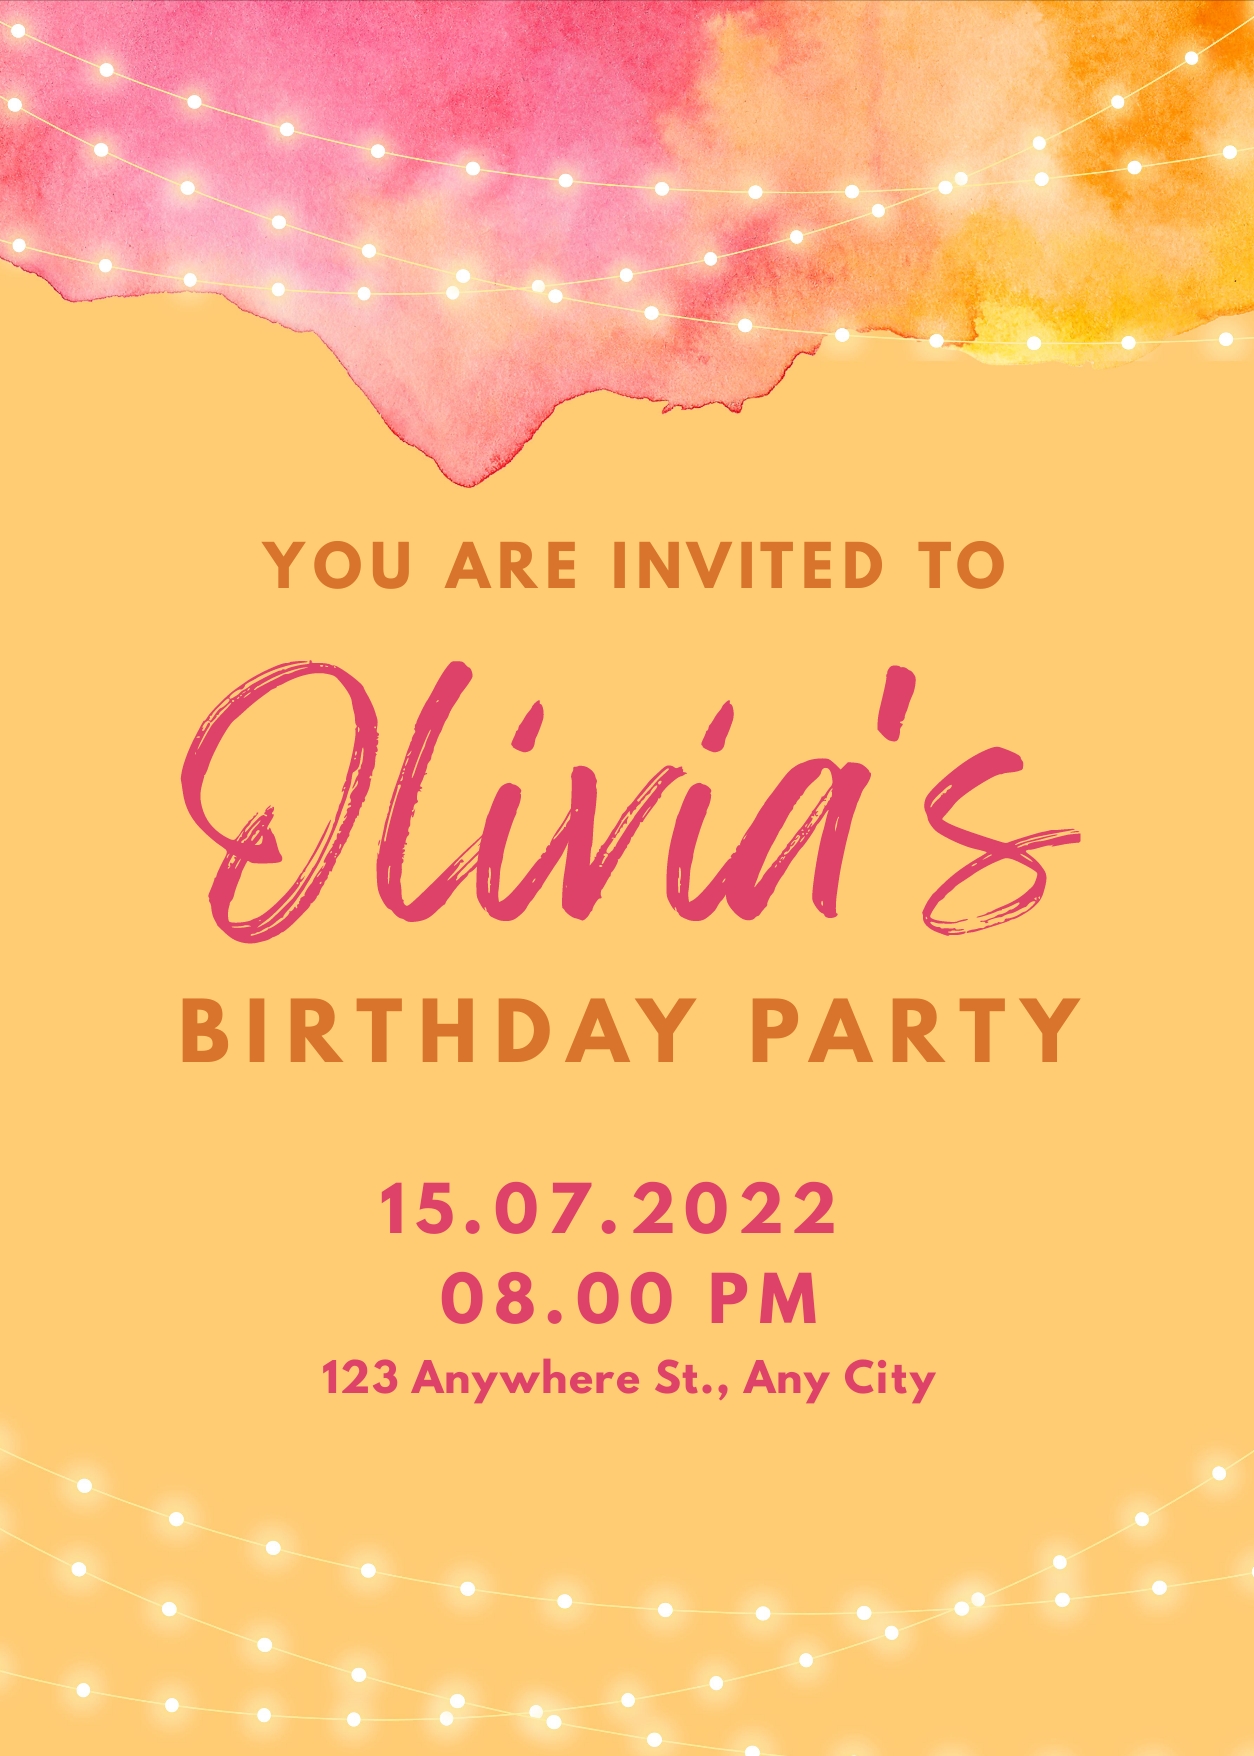 YOU ARE INVITED TO
Olivia's
BIRTHDAY PARTY
15.07.2022
08.00 PM
123 Anywhere St., Any City